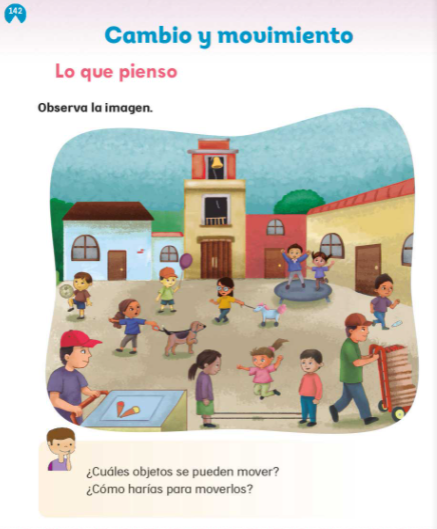 142
Cambio y movimiento
Lo que pienso
Observa la imagen.
¿Cuáles objetos se pueden mover?
¿Cómo harías para moverlos?